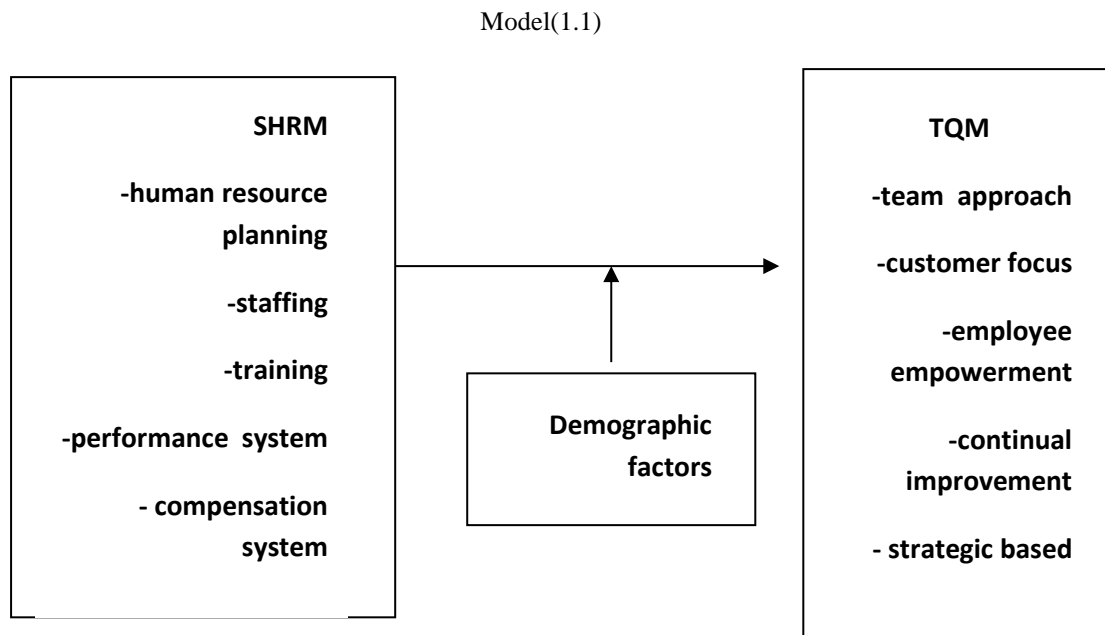 Model(1.1)
SHRM
-human resource
planning
-staffing
-training
-performance system
- compensation
system
Demographic
factors
TQM
-team approach
-customer focus
-employee
empowerment
-continual
improvement
- strategic based